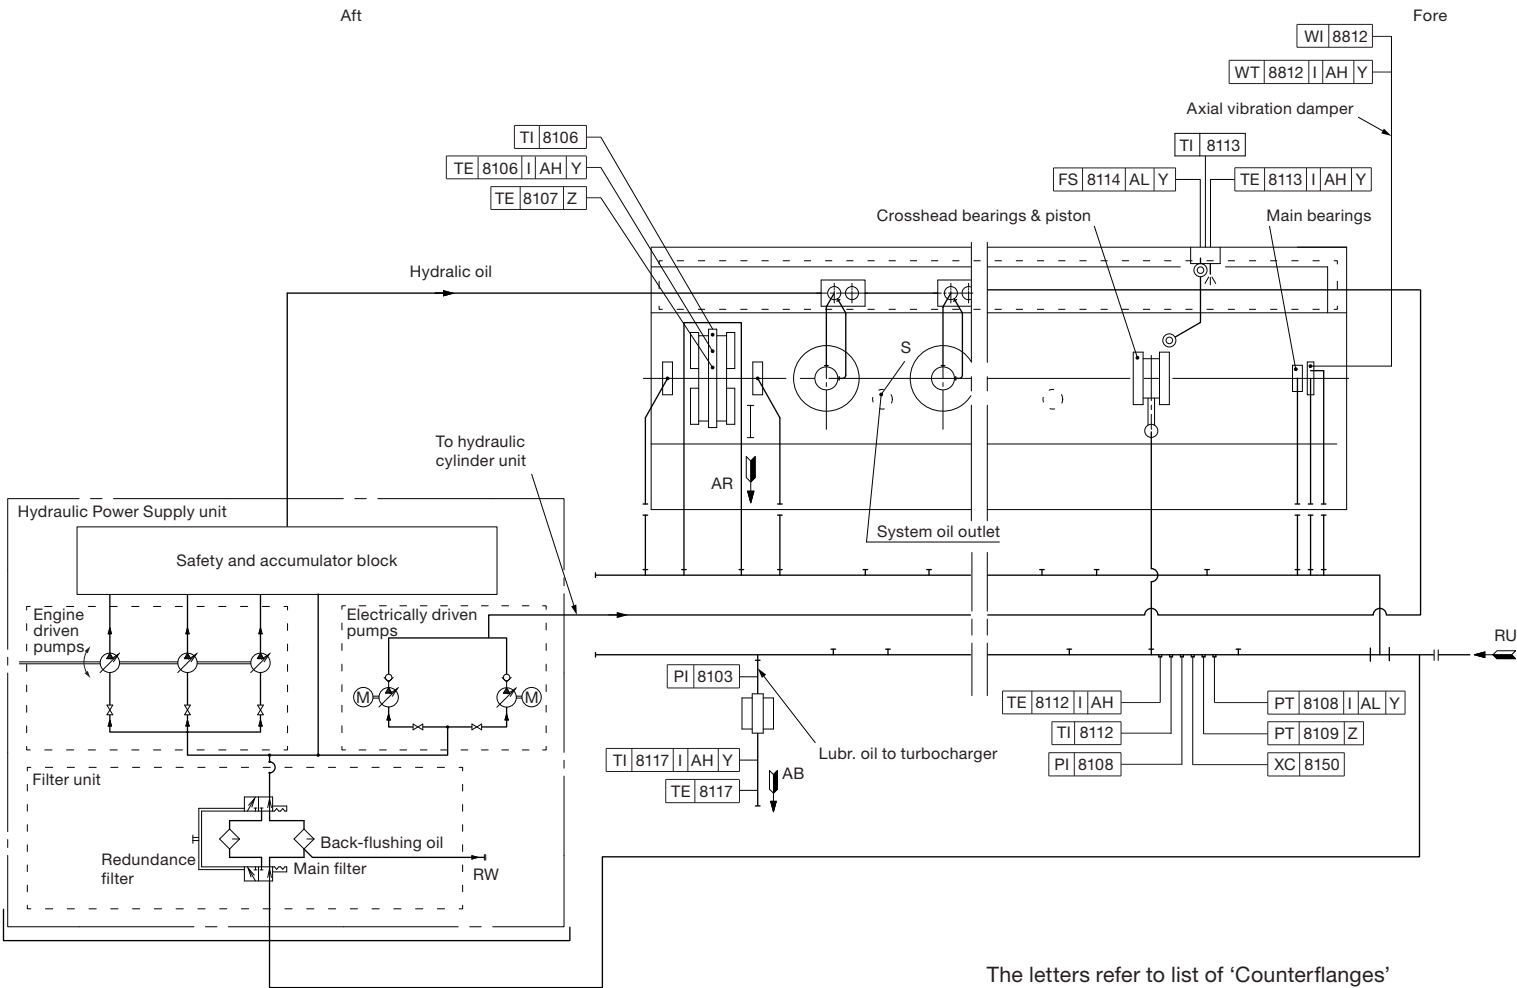 Aft
Fore
WI 8812
WT 8812 I AH Y
Axial vibration damper
TI 8106
TE 8106 I AH Y
TE 8107 Z
TI 8113
FS 8114 AL Y
TE 8113 I AH Y
Crosshead bearings & piston
Main bearings
Hydralic oil
S
To hydraulic
cylinder unit
AR
System oil outlet
Hydraulic Power Supply unit
Safety and accumulator block
Engine
driven
pumps
Electrically driven
pumps
M
M
RU
PI 8103
Lubr. oil to turbocharger
TI 8117 I AH Y
TE 8117
AB
TE 8112 I AH
TI 8112
PI 8108
PT 8108 I AL Y
PT 8109 Z
XC 8150
Filter unit
Redundance
filter
Back-flushing oil
Main filter
RW
The letters refer to list of ‘Counterflanges’